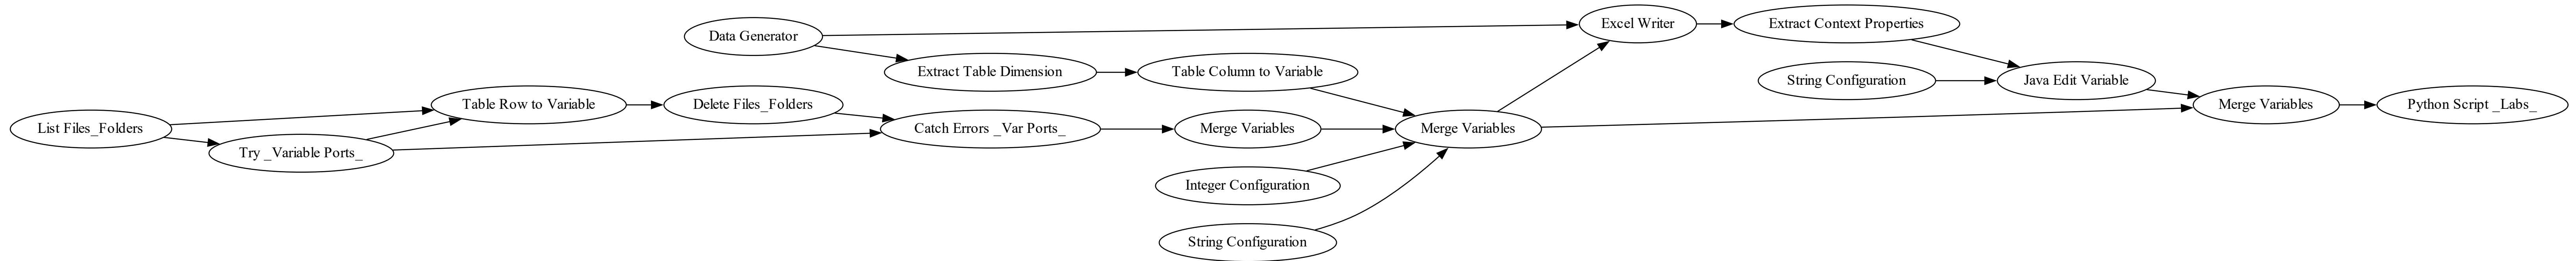 Data Generator
Excel Writer
Extract Context Properties
Extract Table Dimension
Table Column to Variable
String Configuration
Java Edit Variable
Table Row to Variable
Delete Files_Folders
Merge Variables
Python Script _Labs_
List Files_Folders
Try _Variable Ports_
Catch Errors _Var Ports_
Merge Variables
Merge Variables
Integer Configuration
String Configuration